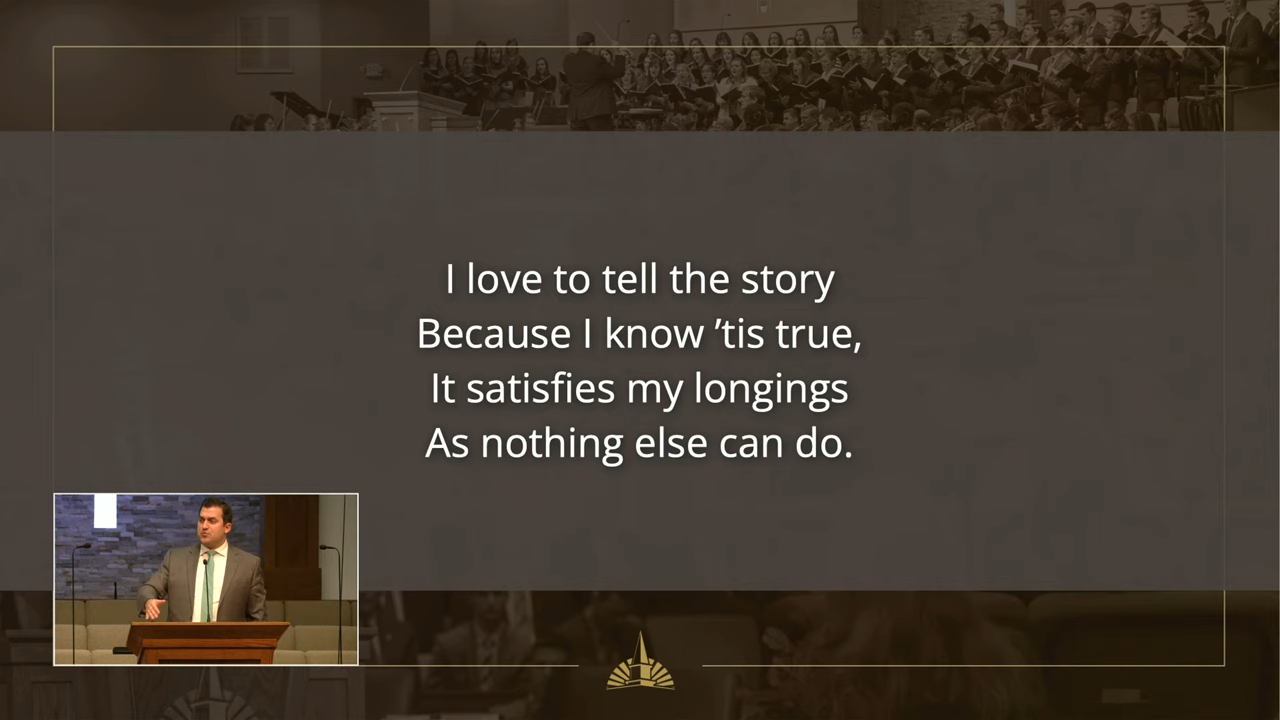 I love to tell the story
Because I know ’tis true,
It satisfies my longings
As nothing else can do.